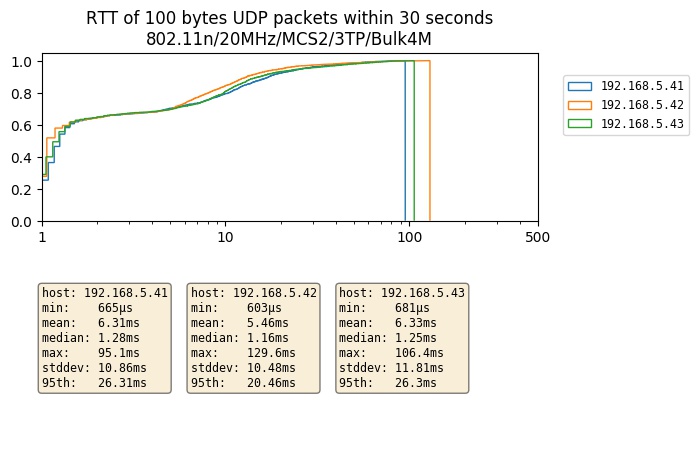 RTT of 100 bytes UDP packets within 30 seconds
802.11n/20MHz/MCS2/3TP/Bulk4M
1.0
0.8
0.6
0.4
0.2
0.0
1
10
100
500
192.168.5.41
192.168.5.42
192.168.5.43
host: 192.168.5.41
min: 665µs
mean: 6.31ms
median: 1.28ms
max: 95.1ms
stddev: 10.86ms
95th: 26.31ms
host: 192.168.5.42
min: 603µs
mean: 5.46ms
median: 1.16ms
max: 129.6ms
stddev: 10.48ms
95th: 20.46ms
host: 192.168.5.43
min: 681µs
mean: 6.33ms
median: 1.25ms
max: 106.4ms
stddev: 11.81ms
95th: 26.3ms